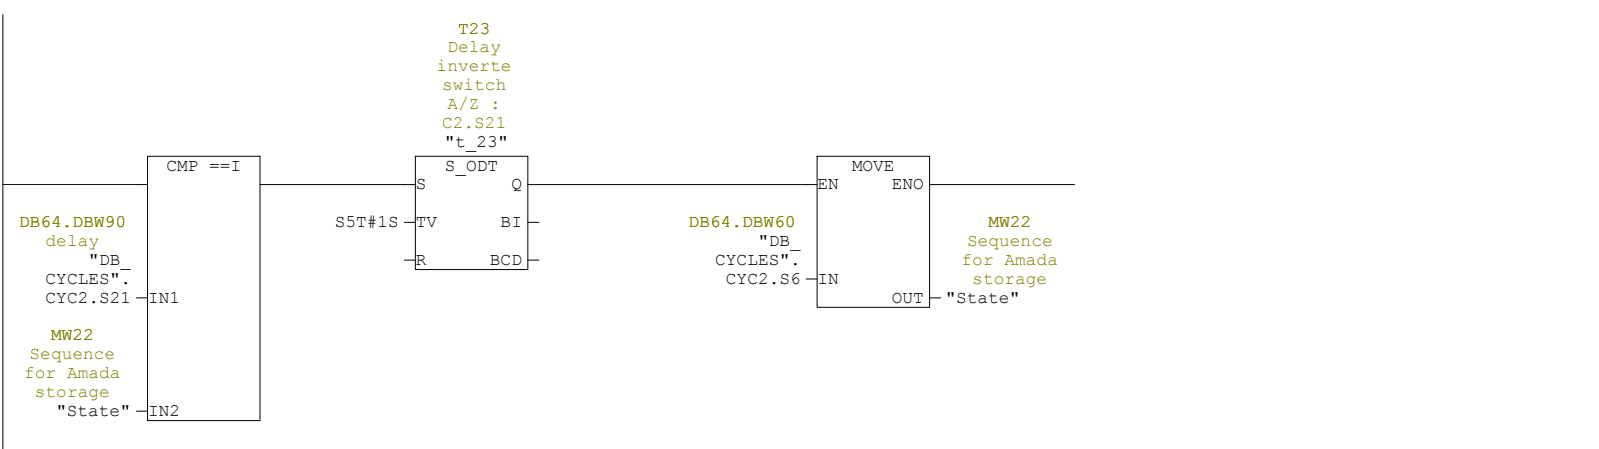 T23
Delay
inverte
switch
A/Z :
C2.S21
"t_23"
CMP ==I
S_ODT
MOVE
S
Q
EN
ENO
DB64.DBW90
delay
"DB_
CYCLES".
CYC2.S21
IN1
S5T#1S
TV
BI
R
BCD
DB64.DBW60
"DB_
CYCLES".
CYC2.S6
IN
MW22
Sequence
for Amada
storage
OUT
"State"
MW22
Sequence
for Amada
storage
"State"
IN2